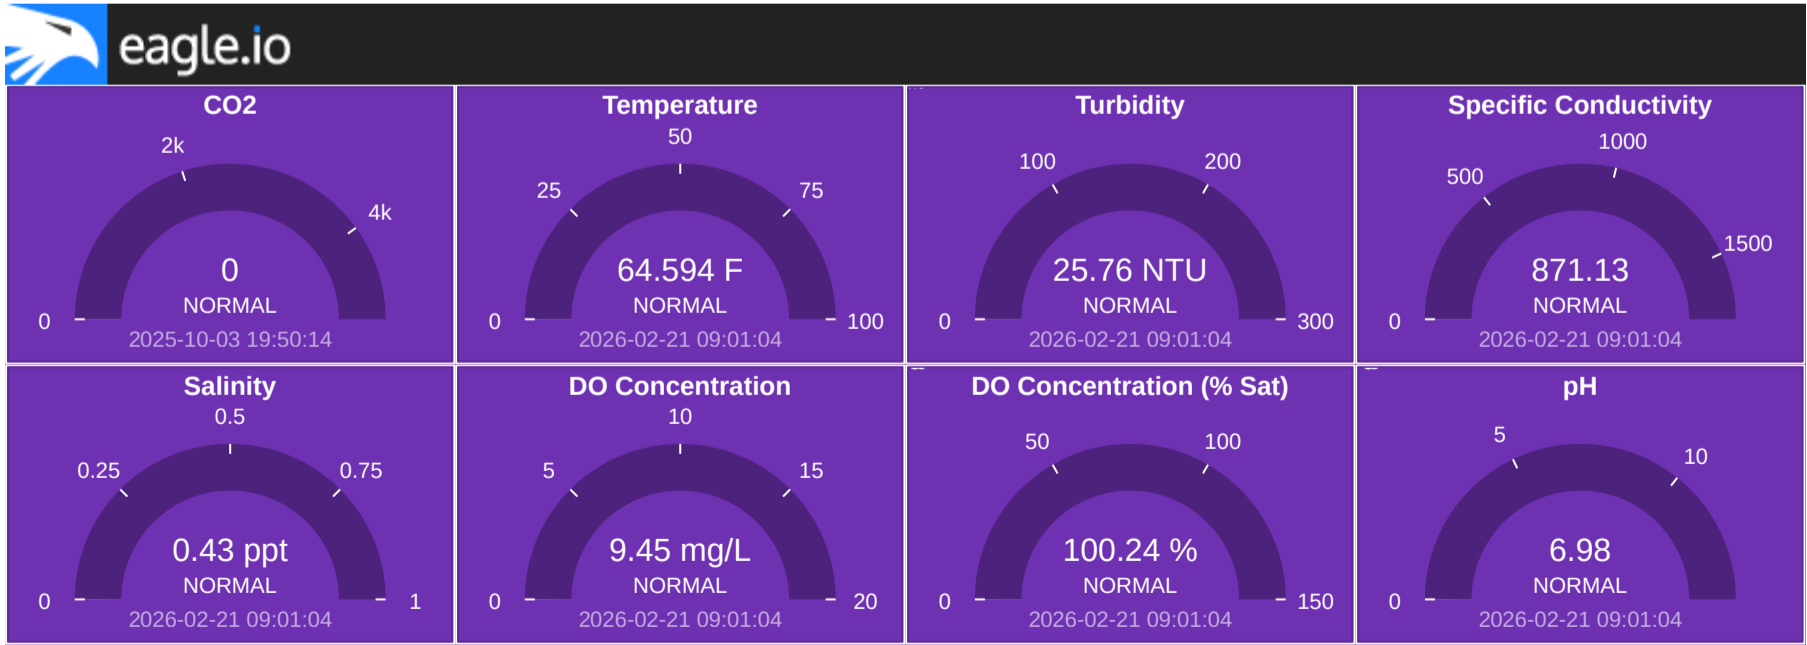 eagle.io
CO2
2k
4k
0
0
NORMAL
2025-10-03 19:50:14
Temperature
50
25
75
64.594 F
NORMAL
0
100
2026-02-21 09:01:04
Turbidity
100
200
25.76 NTU
NORMAL
0
300
2026-02-21 09:01:04
Specific Conductivity
1000
500
1500
871.13
NORMAL
0
2026-02-21 09:01:04
Salinity
0.5
0.25
0.75
0.43 ppt
NORMAL
0
1
2026-02-21 09:01:04
DO Concentration
10
5
15
9.45 mg/L
NORMAL
0
20
2026-02-21 09:01:04
DO Concentration (% Sat)
50
100
100.24 %
NORMAL
0
150
2026-02-21 09:01:04
pH
5
10
6.98
NORMAL
0
2026-02-21 09:01:04